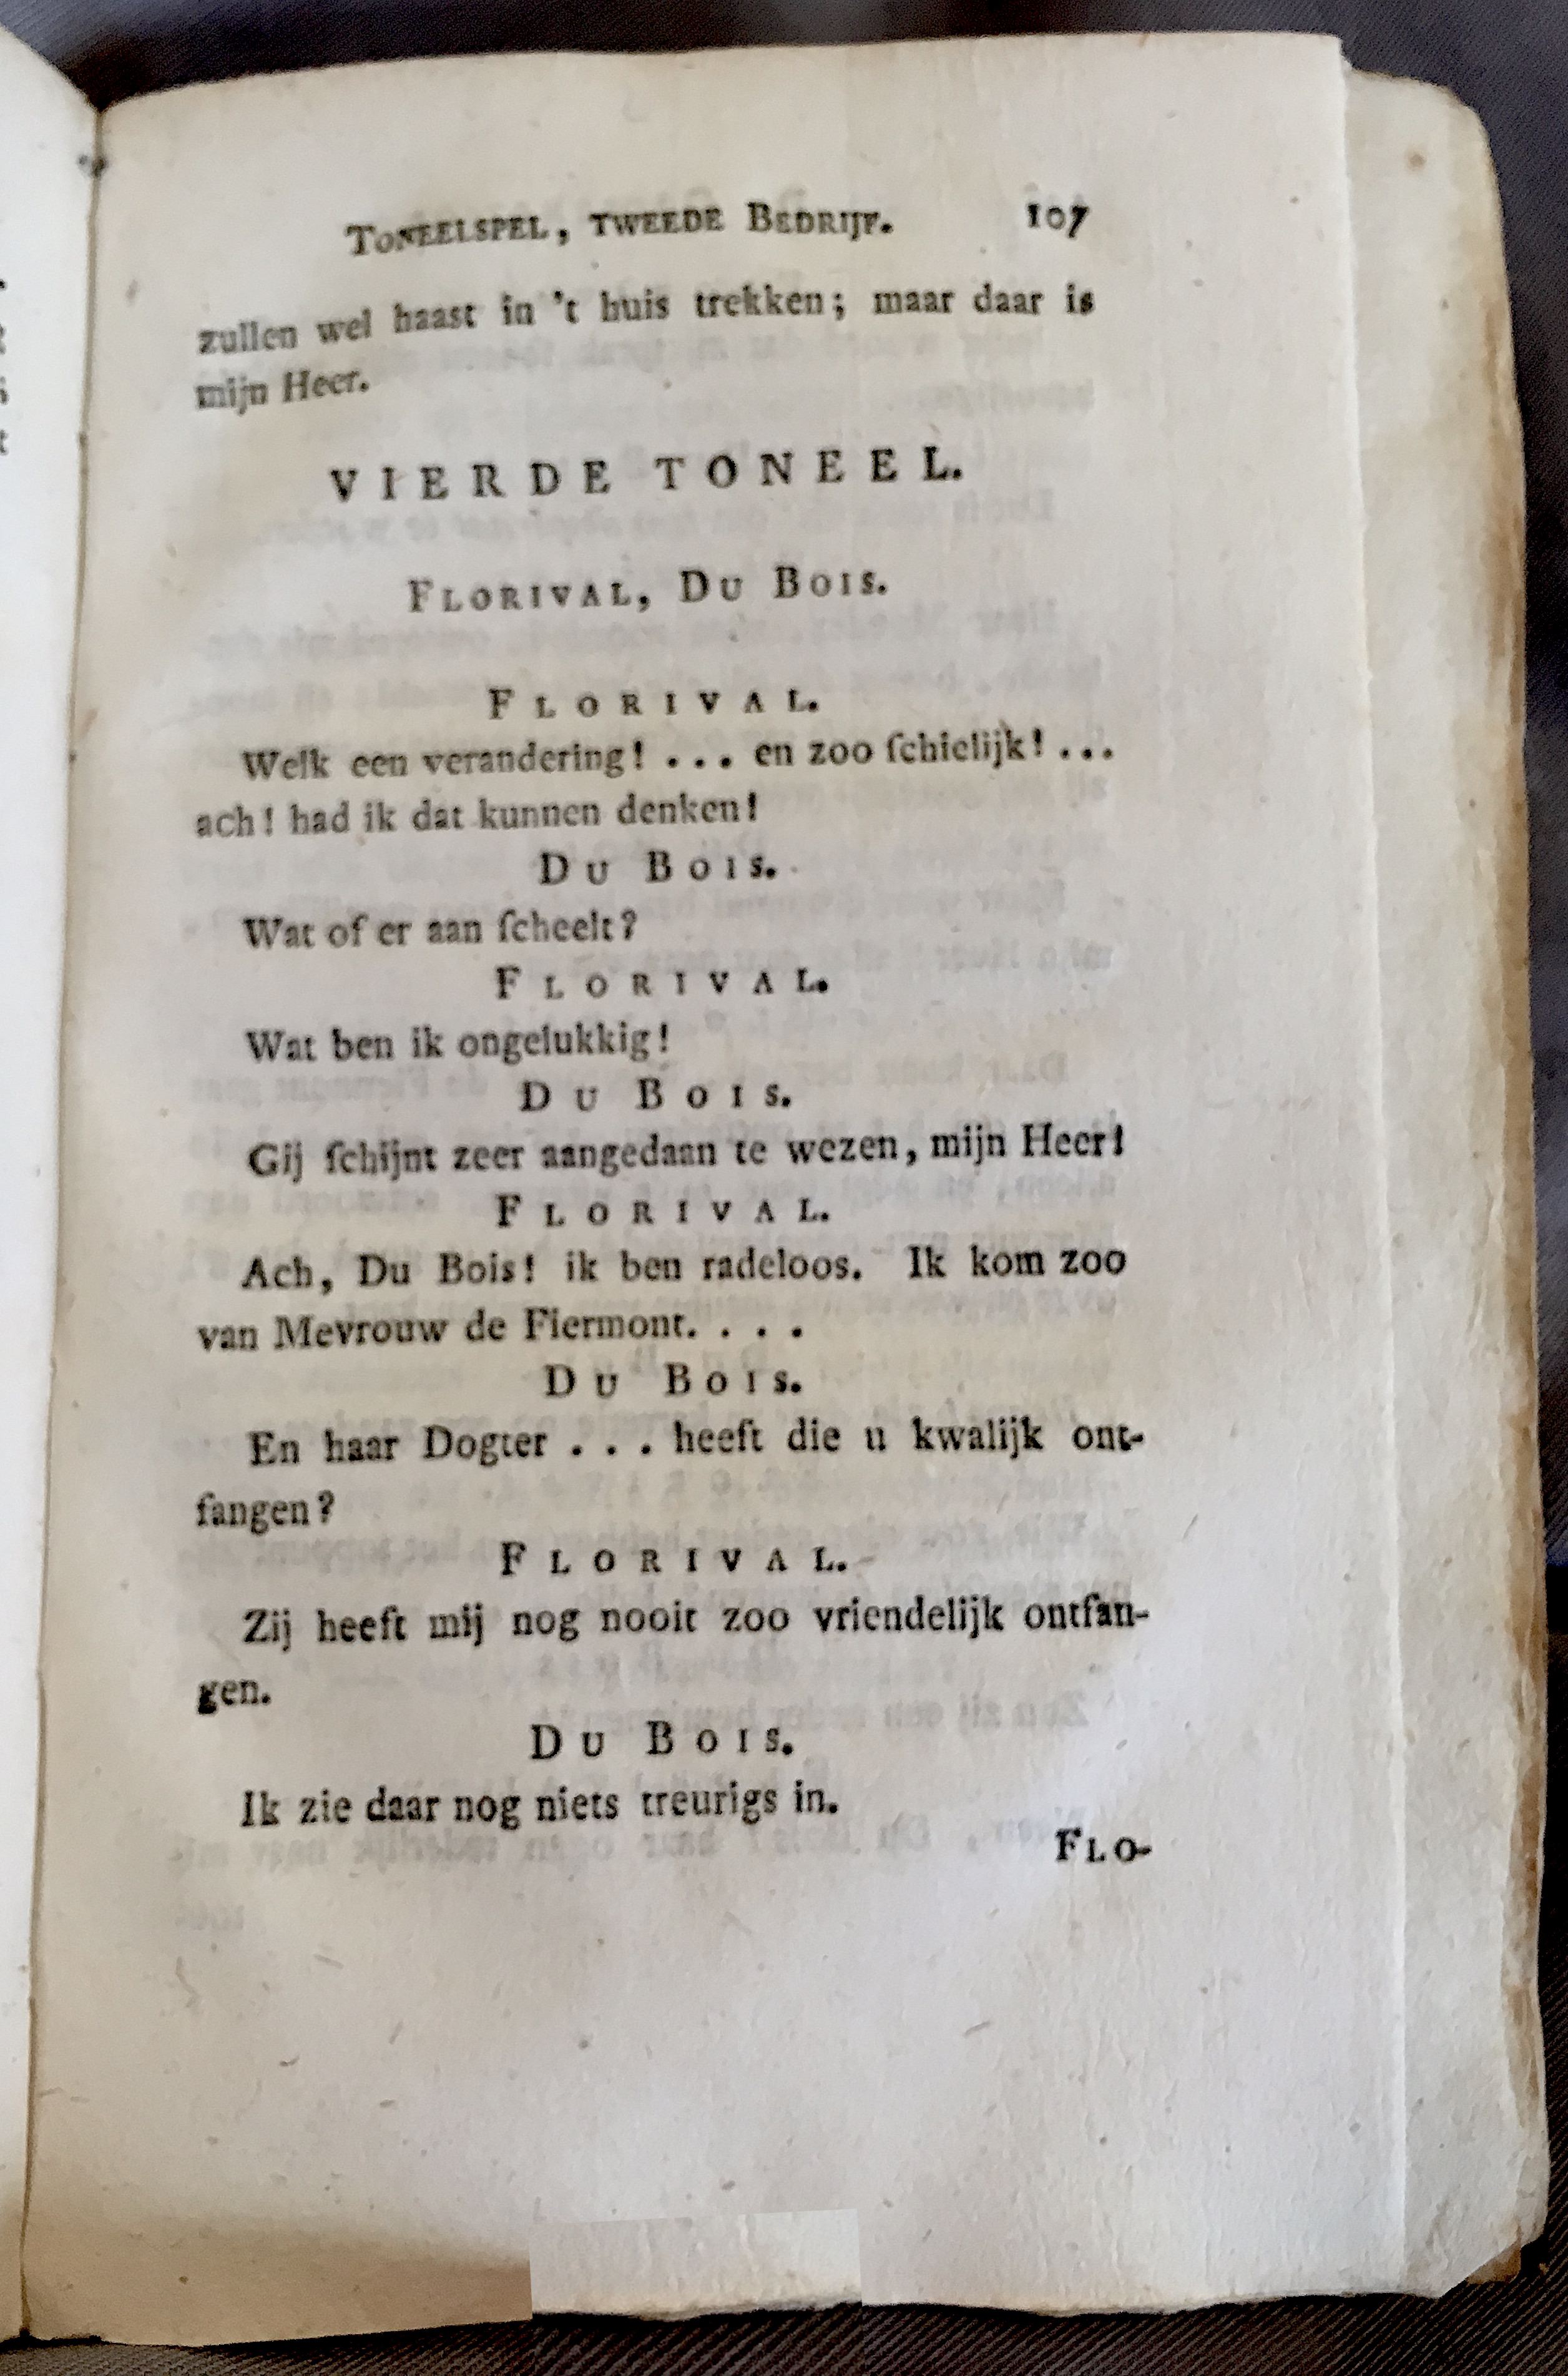 TONEELSPEL, TWEEDE BEDRIJF. 107
zullen wel haast in 't huis trekken; maar daar is
mijn Heer.
VIERDE TONEEL.
FLORIVAL, DU BOIS.
FLORIVAL.
Welk een verandering! ... en zoo ſchielijk! ...
ach! had ik dat kunnen denken!
DU BOIS.
Wat of er aan ſcheelt?
FLORIVAL.
Wat ben ik ongelukkig!
DU BOIS.
Gij ſchijnt zeer aangedaan te wezen, mijn Heer!
FLORIVAL.
Ach, Du Bois! ik ben radeloos. Ik kom zoo
van Mevrouw de Fiermont. . . .
DU BOIS.
En haar Dogter . . . heeft die u kwalijk ont-
fangen?
FLORIVAL.
Zij heeft mij nog nooit zoo vriendelijk ontfan-
gen.
DU BOIS.
Ik zie daar nog niets treurigs in.
FLO-